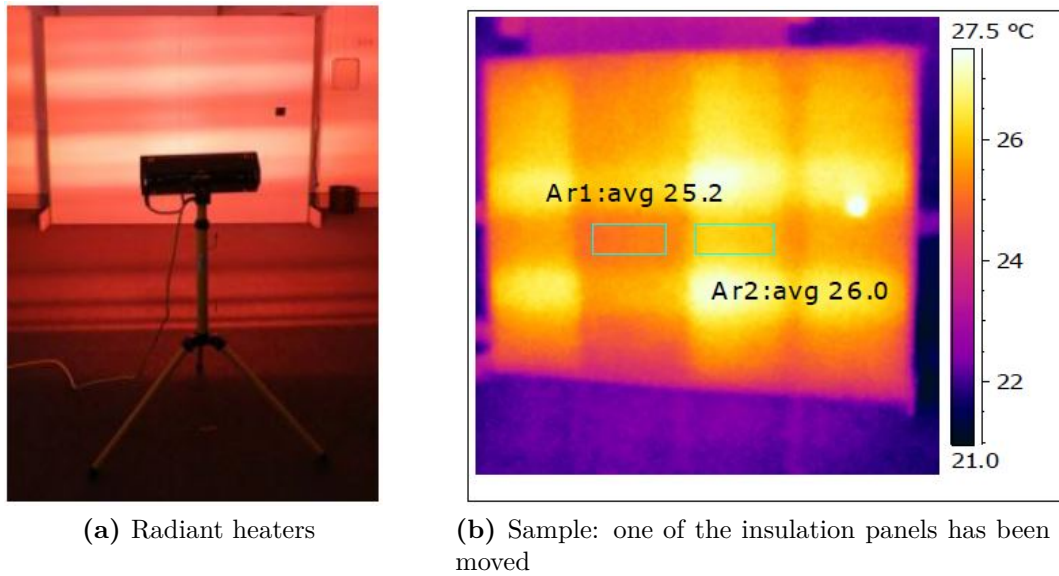 27.5 °C
Ar1:avg 25.2
26
24
Ar2:avg 26.0
22
21.0
(a) Radiant heaters
(b) Sample: one of the insulation panels has been
moved